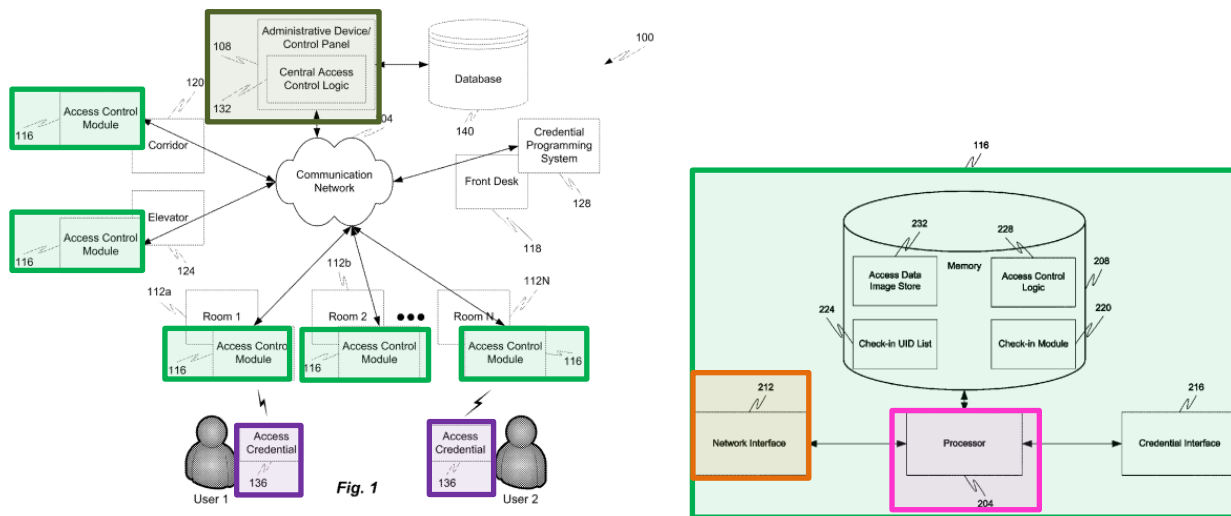 Administrative Device/
Control Panel
108
Central Access
Control Logic
132
Database
140
100
120
Access Control
Module
116
Corridor
104
Communication
Network
Credential
Programming
System
128
Front Desk
118
Elevator
Access Control
Module
116
124
112a
112b
112N
Room 1
Room 2
Room N
Access Control
Module
116
Access Control
Module
116
Access Control
Module
116
Access
Credential
136
User 1
Fig. 1
Access
Credential
136
User 2
116
232
228
Memory
208
Access Data
Image Store
Access Control
Logic
224
220
Check-in UID List
Check-in Module
212
Network Interface
Processor
204
216
Credential Interface